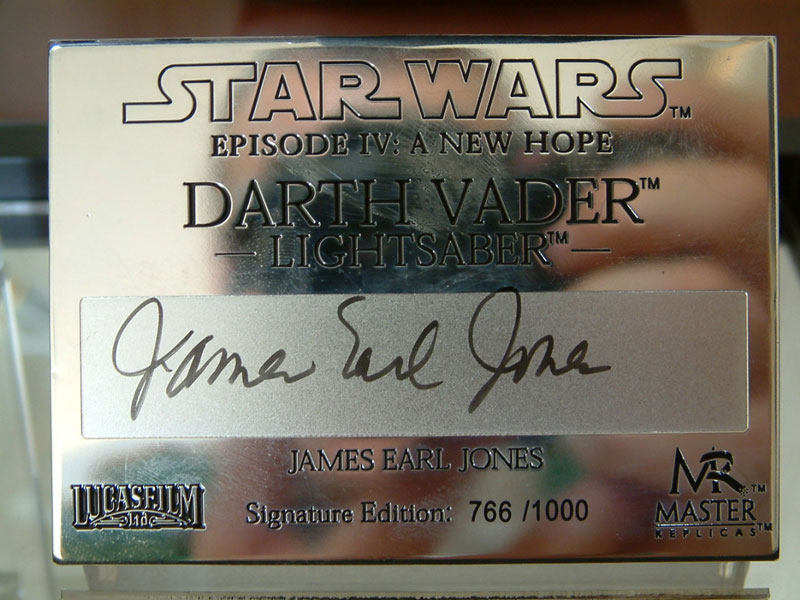 STAR WARS™
EPISODE IV: A NEW HOPE
DARTH VADER™
— LIGHTSABER™ —
James Earl Jones
JAMES EARL JONES
LUCASFILM
Ltd.
Signature Edition: 766 /1000
MR™
MASTER
REPLICAS™